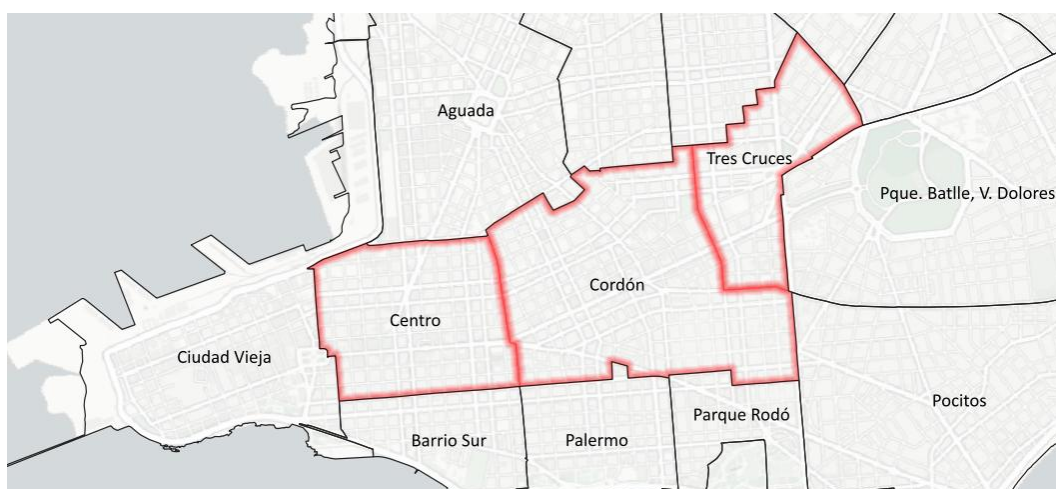 Aguada
Tres Cruces
Pque. Batlle, V. Dolores
Cordón
Centro
Ciudad Vieja
Pocitos
Parque Rodó
Barrio Sur
Palermo